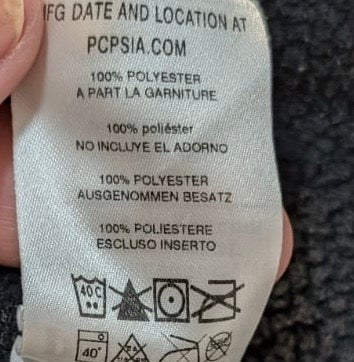 MFG DATE AND LOCATION AT
PCPSIA.COM
100% POLYESTER
A PART LA GARNITURE
100% poliéster
NO INCLUYE EL ADORNO
100% POLYESTER
AUSGENOMMEN BESATZ
100% POLIESTERE
ESCLUSO INSERTO
40C
40°